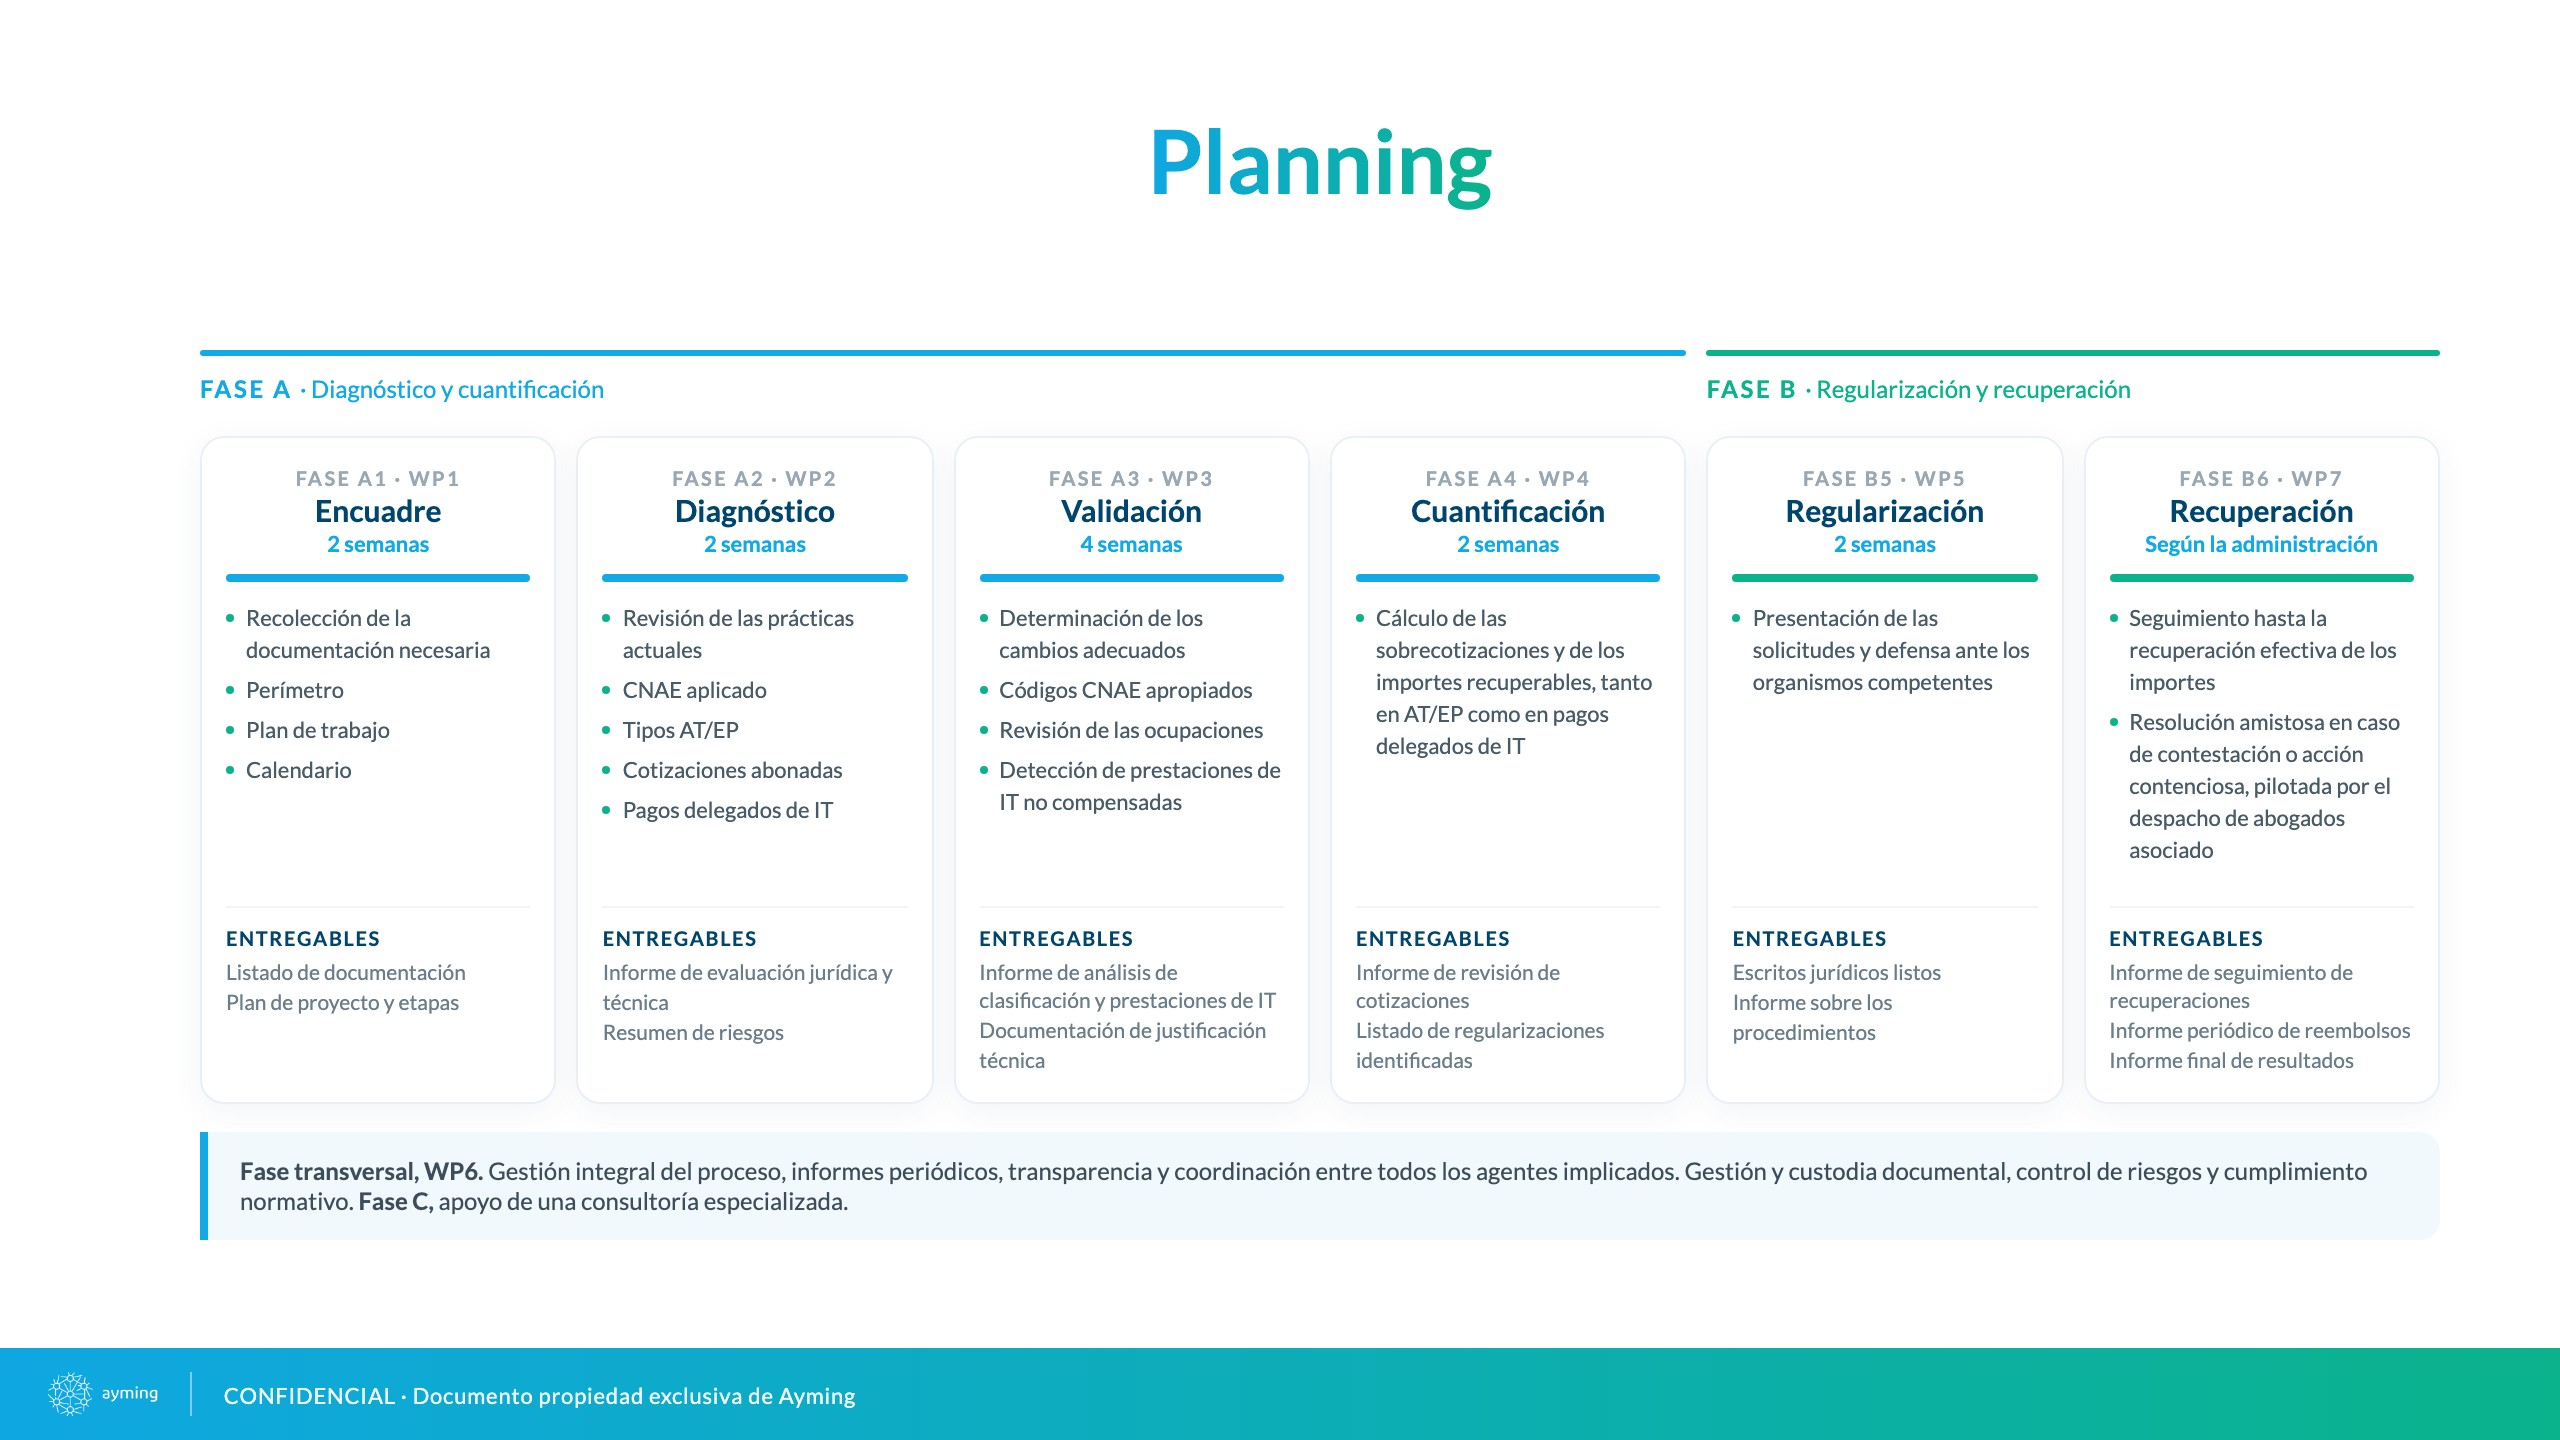 Planning
FASE A · Diagnóstico y cuantificación
FASE B · Regularización y recuperación
FASE A1 · WP1
Encuadre
2 semanas
Recolección de la
documentación necesaria
Perímetro
Plan de trabajo
Calendario
ENTREGABLES
Listado de documentación
Plan de proyecto y etapas
FASE A2 · WP2
Diagnóstico
2 semanas
Revisión de las prácticas
actuales
CNAE aplicado
Tipos AT/EP
Cotizaciones abonadas
Pagos delegados de IT
ENTREGABLES
Informe de evaluación jurídica y
técnica
Resumen de riesgos
FASE A3 · WP3
Validación
4 semanas
Determinación de los
cambios adecuados
Códigos CNAE apropiados
Revisión de las ocupaciones
Detección de prestaciones de
IT no compensadas
ENTREGABLES
Informe de análisis de
clasificación y prestaciones de IT
Documentación de justificación
técnica
FASE A4 · WP4
Cuantificación
2 semanas
Cálculo de las
sobrecotizaciones y de los
importes recuperables, tanto
en AT/EP como en pagos
delegados de IT
ENTREGABLES
Informe de revisión de
cotizaciones
Listado de regularizaciones
identificadas
FASE B5 · WP5
Regularización
2 semanas
Presentación de las
solicitudes y defensa ante los
organismos competentes
ENTREGABLES
Escritos jurídicos listos
Informe sobre los
procedimientos
FASE B6 · WP7
Recuperación
Según la administración
Seguimiento hasta la
recuperación efectiva de los
importes
Resolución amistosa en caso
de contestación o acción
contenciosa, pilotada por el
despacho de abogados
asociado
ENTREGABLES
Informe de seguimiento de
recuperaciones
Informe periódico de reembolsos
Informe final de resultados
Fase transversal, WP6. Gestión integral del proceso, informes periódicos, transparencia y coordinación entre todos los agentes implicados. Gestión y custodia documental, control de riesgos y cumplimiento
normativo. Fase C, apoyo de una consultoría especializada.
ayming
CONFIDENCIAL · Documento propiedad exclusiva de Ayming